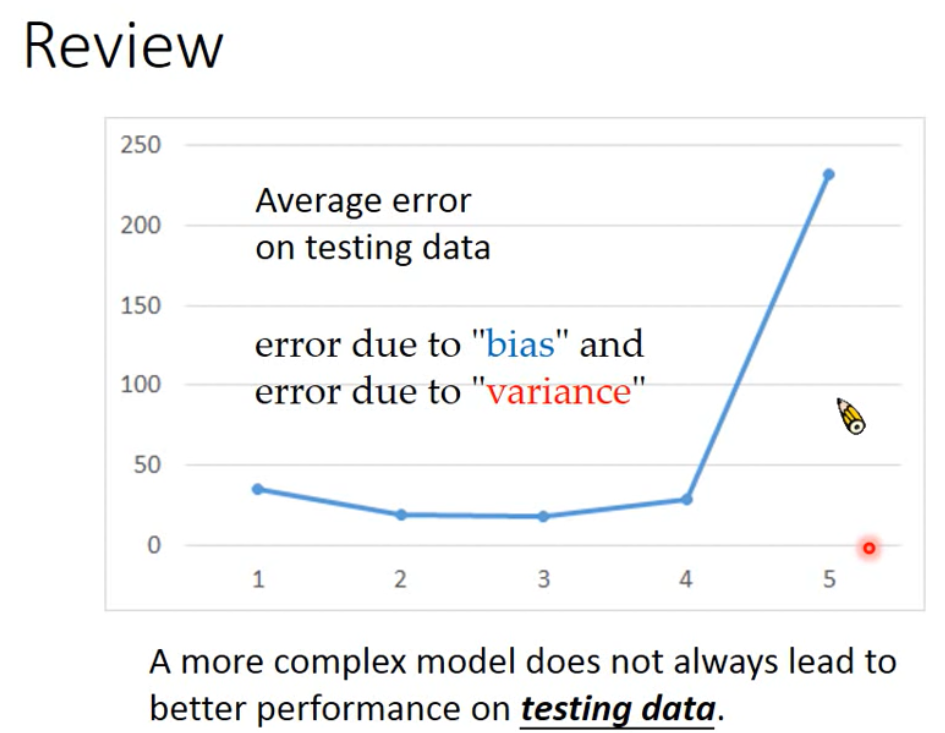 Review
250
200
150
100
50
0
Average error
on testing data
error due to "bias" and
error due to "variance"
1 2 3 4 5
A more complex model does not always lead to
better performance on testing data.